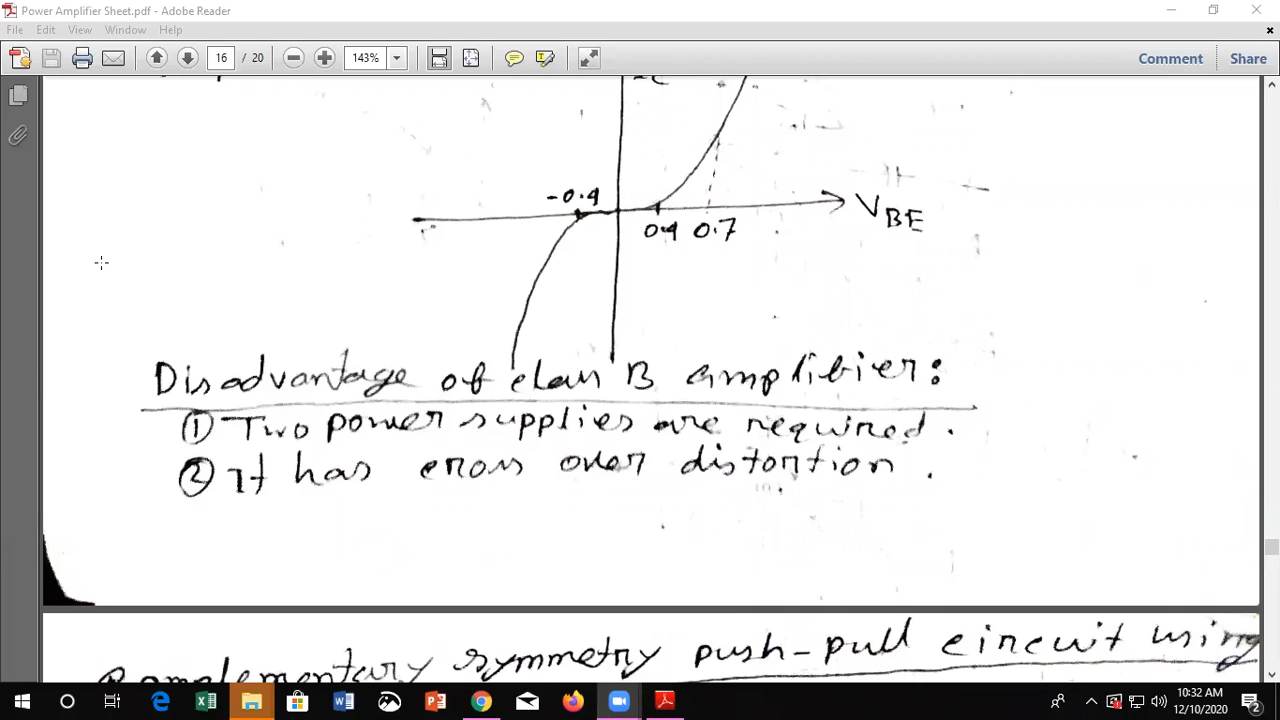 Power Amplifier Sheet.pdf - Adobe Reader
File Edit View Window Help
16 / 20 143% Comment Share
-0.4
0.4 0.7 VBE
Disadvantage of class B amplifier:
① Two power supplies are required.
② It has cross over distortion.
Complementary symmetry push-pull circuit using
10:32 AM
12/10/2020
2